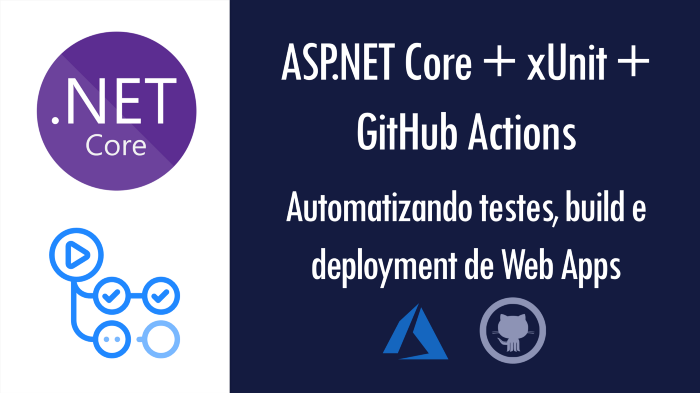 .NET
Core
ASP.NET Core + xUnit +
GitHub Actions
Automatizando testes, build e
deployment de Web Apps